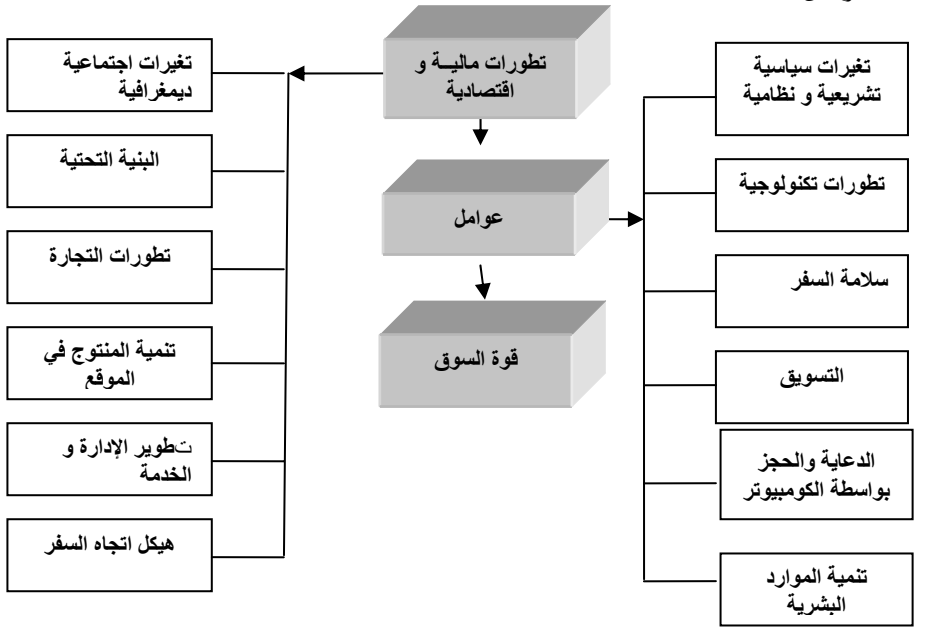 تغيرات سياسية
تشريعية و نظامية
تطورات تكنولوجية
سلامة السفر
التسويق
الدعاية والحجز
بواسطة الكومبيوتر
تنمية الموارد
البشرية
تطورات ماليــة و
اقتصادية
عوامل
قوة السوق
تغيرات اجتماعية
ديمغرافية
البنية التحتية
تطورات التجارة
تنمية المنتوج في
الموقع
تطوير الإدارة و
الخدمة
هيكل اتجاه السفر